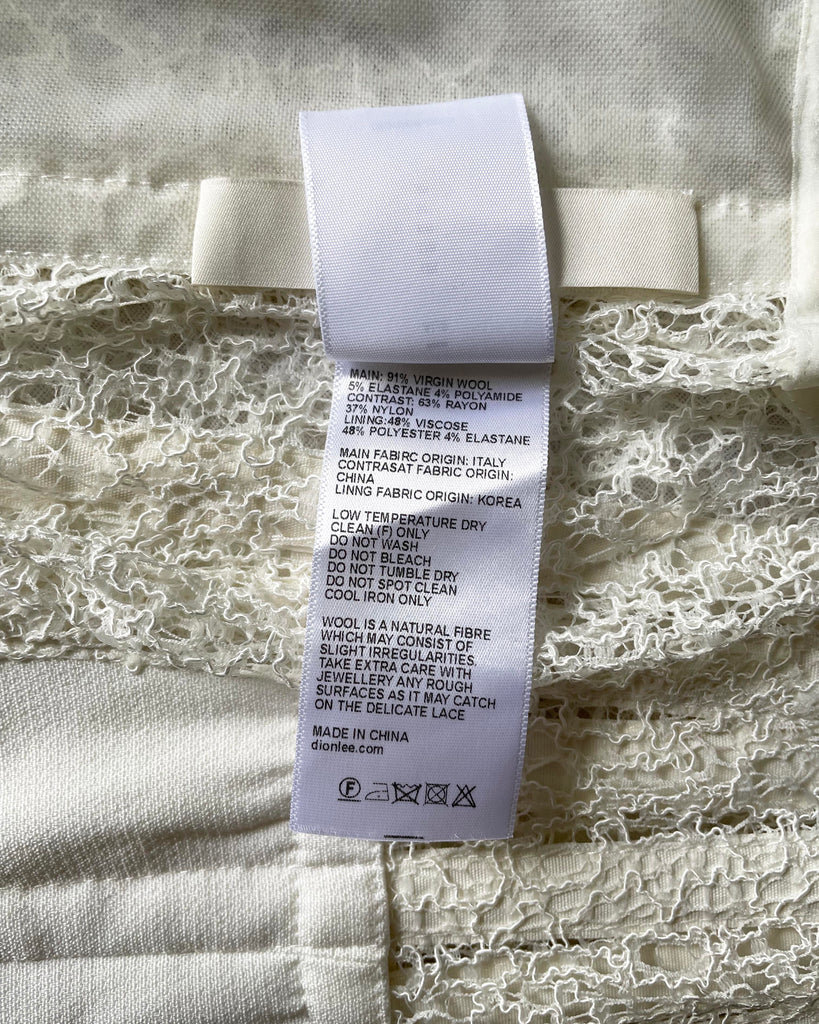 MAIN: 91% VIRGIN WOOL
5% ELASTANE 4% POLYAMIDE
CONTRAST: 63% RAYON
37% NYLON
LINING:48% VISCOSE
48% POLYESTER 4% ELASTANE
MAIN FABIRC ORIGIN: ITALY
CONTRASAT FABRIC ORIGIN:
CHINA
LINNG FABRIC ORIGIN: KOREA
LOW TEMPERATURE DRY
CLEAN (F) ONLY
DO NOT WASH
DO NOT BLEACH
DO NOT TUMBLE DRY
DO NOT SPOT CLEAN
COOL IRON ONLY
WOOL IS A NATURAL FIBRE
WHICH MAY CONSIST OF
SLIGHT IRREGULARITIES.
TAKE EXTRA CARE WITH
JEWELLERY ANY ROUGH
SURFACES AS IT MAY CATCH
ON THE DELICATE LACE
MADE IN CHINA
dionlee.com
F